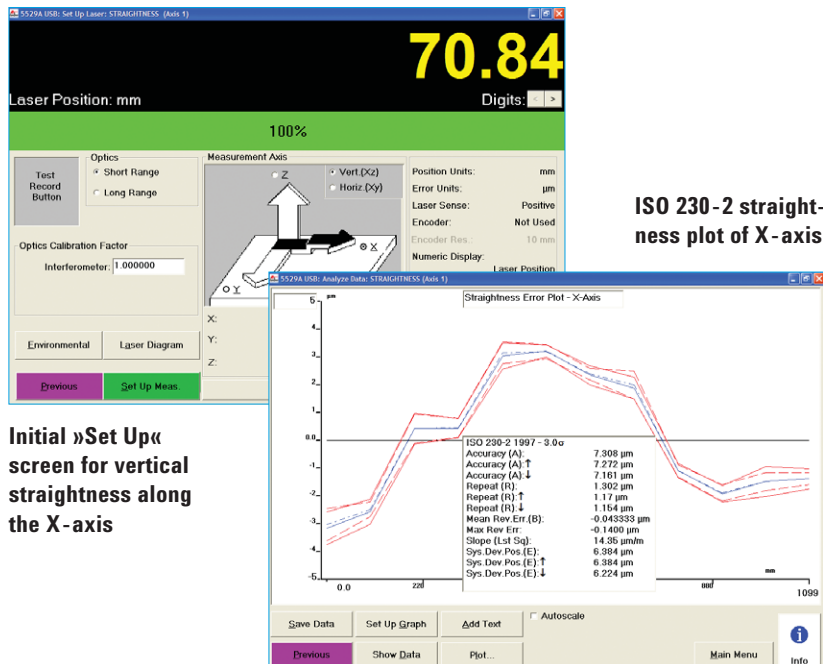 5529A USB: Set Up Laser: STRAIGHTNESS (Axis 1)
70.84
Laser Position: mm
Digits: < >
100%
Test
Record
Button
Optics
Short Range
Long Range
Optics Calibration Factor
Interferometer: 1.000000
Environmental
Laser Diagram
Previous
Set Up Meas.
Measurement Axis
Z
Vert.(Xz)
Horiz.(Xy)
X
Y
X:
Y:
Z:
Position Units: mm
Error Units: µm
Laser Sense: Positive
Encoder: Not Used
Encoder Res.: 10 mm
Numeric Display:
Laser Position
ISO 230-2 straight-
ness plot of X-axis
Initial »Set Up«
screen for vertical
straightness along
the X-axis
5529A USB: Analyze Data: STRAIGHTNESS (Axis 1)
Straightness Error Plot - X-Axis
µm
5
4
3
2
1
0.0
-1
-2
-3
-4
-5
0.0
220
880
mm
1099
ISO 230-2 1997 - 3.0σ
Accuracy (A): 7.308 µm
Accuracy (A):↑ 7.272 µm
Accuracy (A):↓ 7.161 µm
Repeat (R): 1.302 µm
Repeat (R):↑ 1.17 µm
Repeat (R):↓ 1.154 µm
Mean Rev.Err.(B): -0.043333 µm
Max Rev Err: -0.1400 µm
Slope (Lst Sq): 14.35 µm/m
Sys.Dev.Pos.(E): 6.384 µm
Sys.Dev.Pos.(E):↑ 6.384 µm
Sys.Dev.Pos.(E):↓ 6.224 µm
Save Data
Set Up Graph
Add Text
Autoscale
Previous
Show Data
Plot...
Main Menu
Info